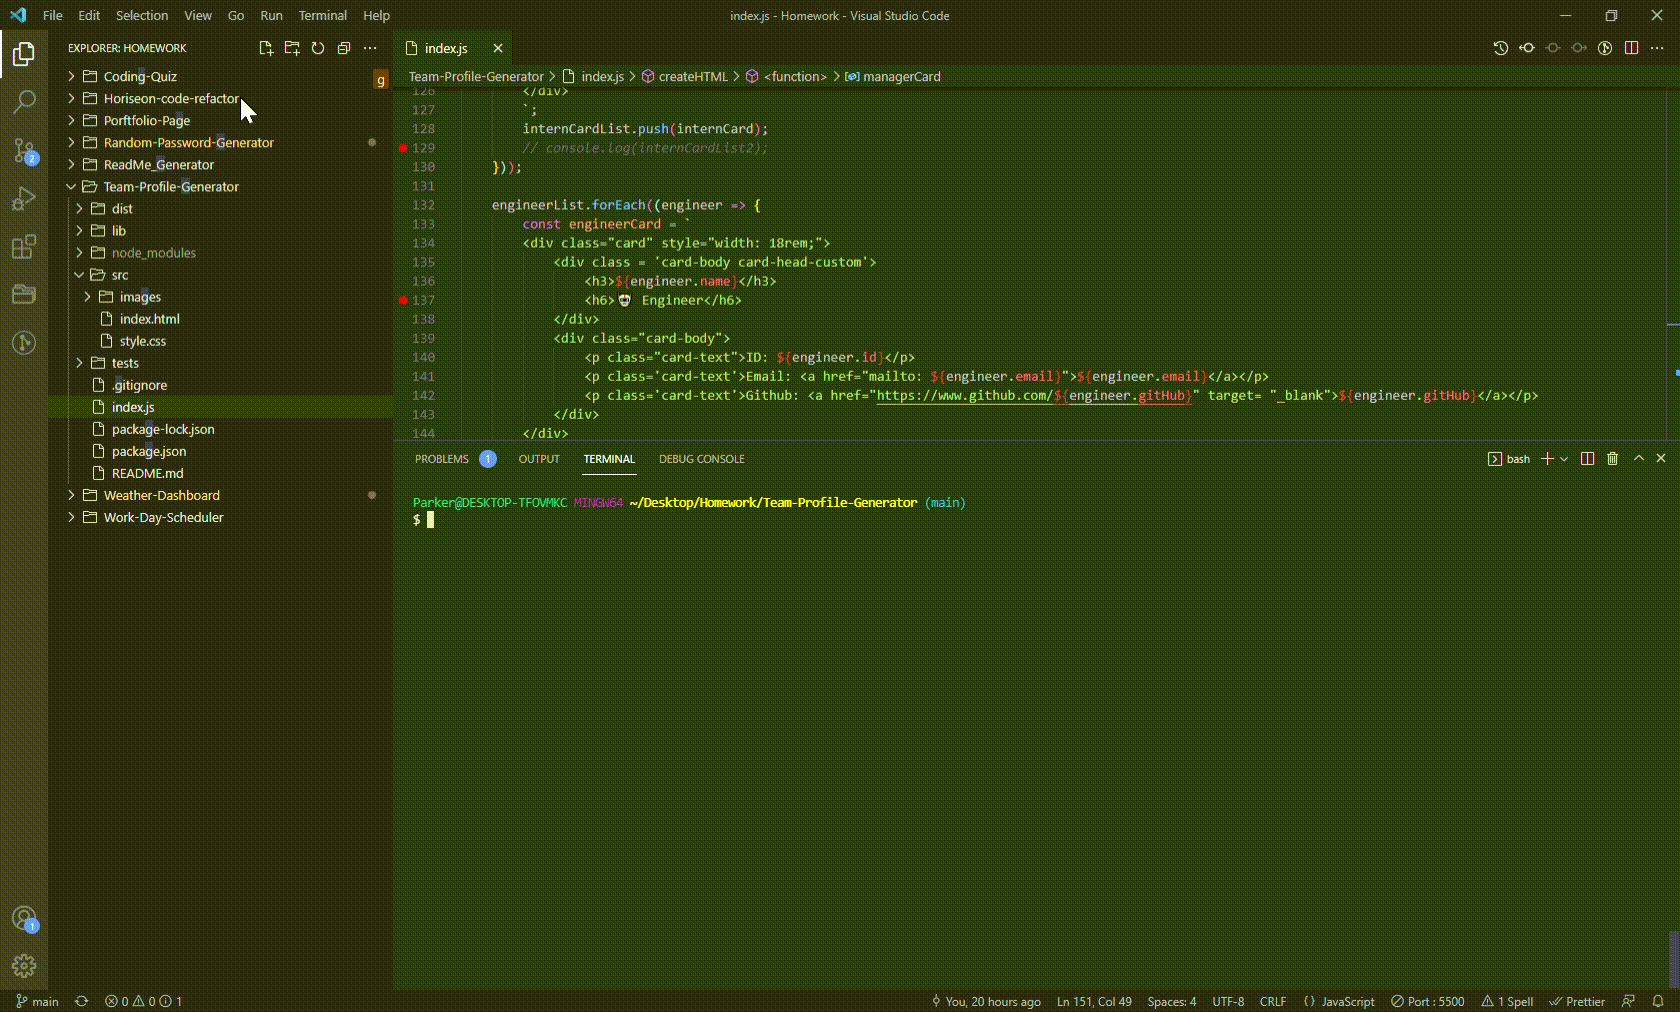 File Edit Selection View Go Run Terminal Help
index.js - Homework - Visual Studio Code
EXPLORER: HOMEWORK
index.js
Coding-Quiz
g
Horiseon-code-refactor
Porftfolio-Page
Random-Password-Generator
ReadMe_Generator
Team-Profile-Generator
dist
lib
node_modules
src
images
index.html
style.css
tests
.gitignore
index.js
package-lock.json
package.json
README.md
Weather-Dashboard
Work-Day-Scheduler
2
1
Team-Profile-Generator > index.js > createHTML > <function> > managerCard
126 </div>
127 `;
128 internCardList.push(internCard);
129 // console.log(internCardList2);
130 }));
131
132 engineerList.forEach((engineer => {
133 const engineerCard = `
134 <div class="card" style="width: 18rem;">
135 <div class = 'card-body card-head-custom'>
136 <h3>${engineer.name}</h3>
137 <h6> Engineer</h6>
138 </div>
139 <div class="card-body">
140 <p class="card-text">ID: ${engineer.id}</p>
141 <p class='card-text'>Email: <a href="mailto: ${engineer.email}">${engineer.email}</a></p>
142 <p class='card-text'>Github: <a href="https://www.github.com/${engineer.gitHub}" target= "_blank">${engineer.gitHub}</a></p>
143 </div>
144 </div>
PROBLEMS 1 OUTPUT TERMINAL DEBUG CONSOLE
bash
Parker@DESKTOP-TFOVMKC MINGW64 ~/Desktop/Homework/Team-Profile-Generator (main)
$
main 0 0 1
You, 20 hours ago Ln 151, Col 49 Spaces: 4 UTF-8 CRLF {} JavaScript Port : 5500 1 Spell Prettier